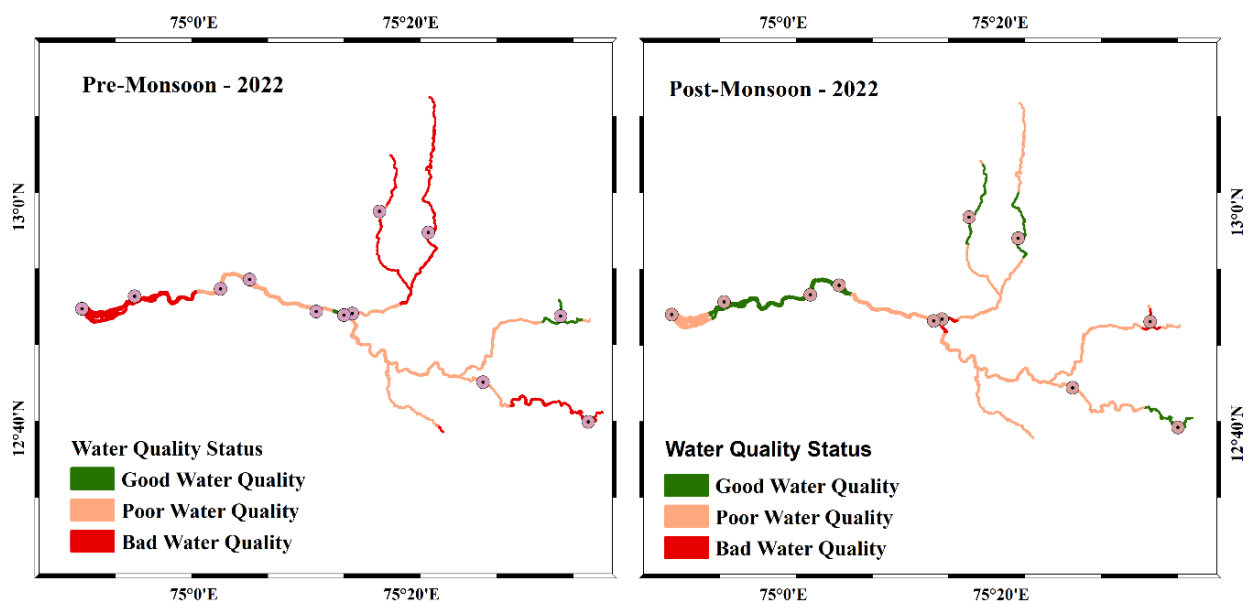 75°0'E 75°20'E 75°0'E 75°20'E
Pre-Monsoon - 2022
Post-Monsoon - 2022
13°0'N
13°0'N
12°40'N
12°40'N
Water Quality Status
Good Water Quality
Poor Water Quality
Bad Water Quality
Water Quality Status
Good Water Quality
Poor Water Quality
Bad Water Quality
75°0'E 75°20'E 75°0'E 75°20'E